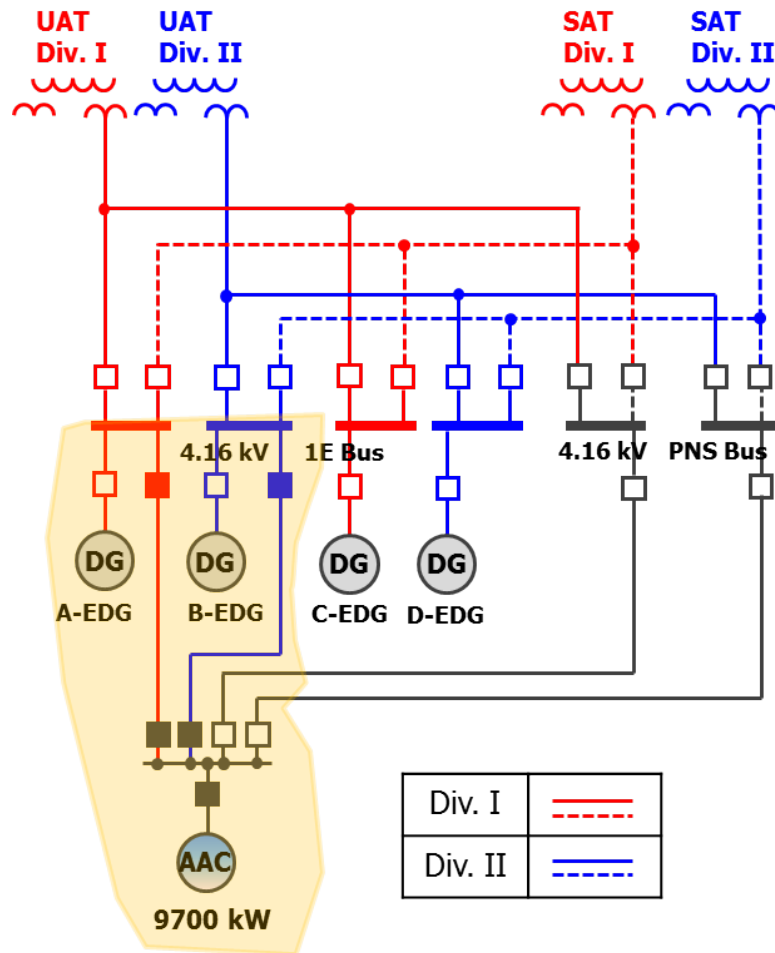 UAT
Div. I
UAT
Div. II
SAT
Div. I
SAT
Div. II
4.16 kV
1E Bus
4.16 kV
PNS Bus
DG
DG
DG
DG
A-EDG
B-EDG
C-EDG
D-EDG
AAC
9700 kW
Div. I
Div. II